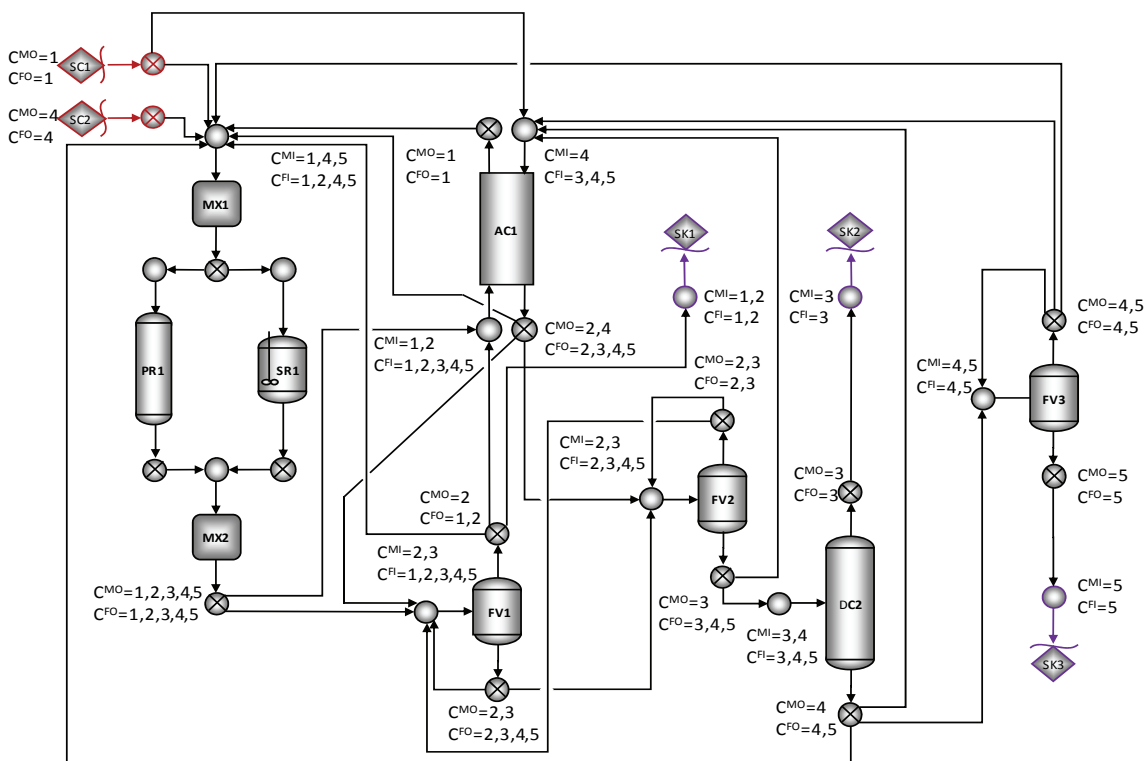 C^MO=1
C^FO=1
SC1
C^MO=4
C^FO=4
SC2
C^MI=1,4,5
C^FI=1,2,4,5
C^MO=1
C^FO=1
C^MI=4
C^FI=3,4,5
MX1
AC1
SK1
SK2
C^MI=1,2
C^FI=1,2
C^MI=3
C^FI=3
C^MO=4,5
C^FO=4,5
C^MI=1,2
C^FI=1,2,3,4,5
C^MO=2,4
C^FO=2,3,4,5
C^MO=2,3
C^FO=2,3
C^MI=4,5
C^FI=4,5
PR1
SR1
FV3
C^MI=2,3
C^FI=2,3,4,5
C^MO=3
C^FO=3
C^MO=5
C^FO=5
FV2
C^MO=2
C^FO=1,2
MX2
C^MI=2,3
C^FI=1,2,3,4,5
C^MO=1,2,3,4,5
C^FO=1,2,3,4,5
FV1
C^MO=3
C^FO=3,4,5
DC2
C^MI=5
C^FI=5
C^MI=3,4
C^FI=3,4,5
SK3
C^MO=2,3
C^FO=2,3,4,5
C^MO=4
C^FO=4,5